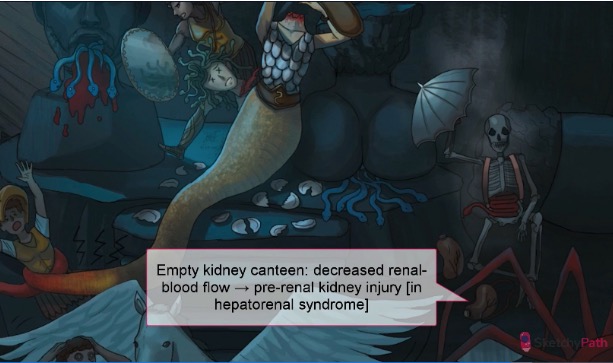 Empty kidney canteen: decreased renal-
blood flow → pre-renal kidney injury [in
hepatorenal syndrome]
SketchyPath